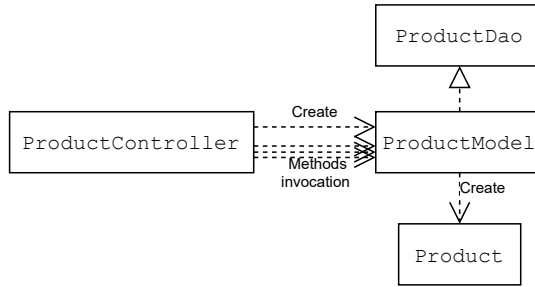 ProductDao
Create
ProductController
ProductModel
Methods
invocation
Create
Product